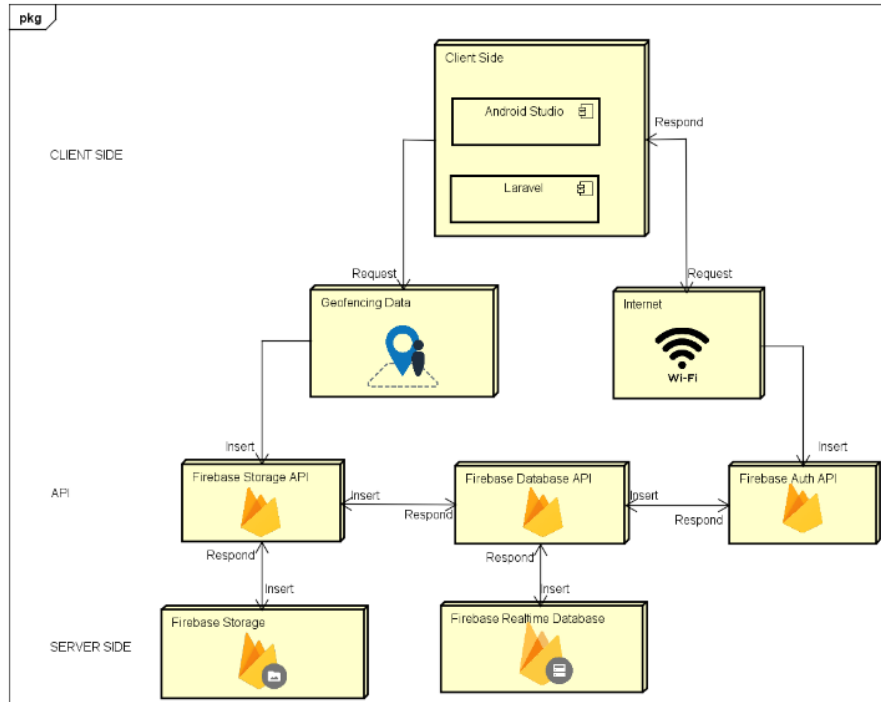 pkg
Client Side
Android Studio
Respond
CLIENT SIDE
Laravel
Request
Request
Geofencing Data
Internet
Wi-Fi
Insert
Insert
Firebase Storage API
Firebase Database API
Firebase Auth API
API
Insert
Respond
Insert
Respond
Respond
Respond
Insert
Insert
Firebase Storage
Firebase Realtime Database
SERVER SIDE